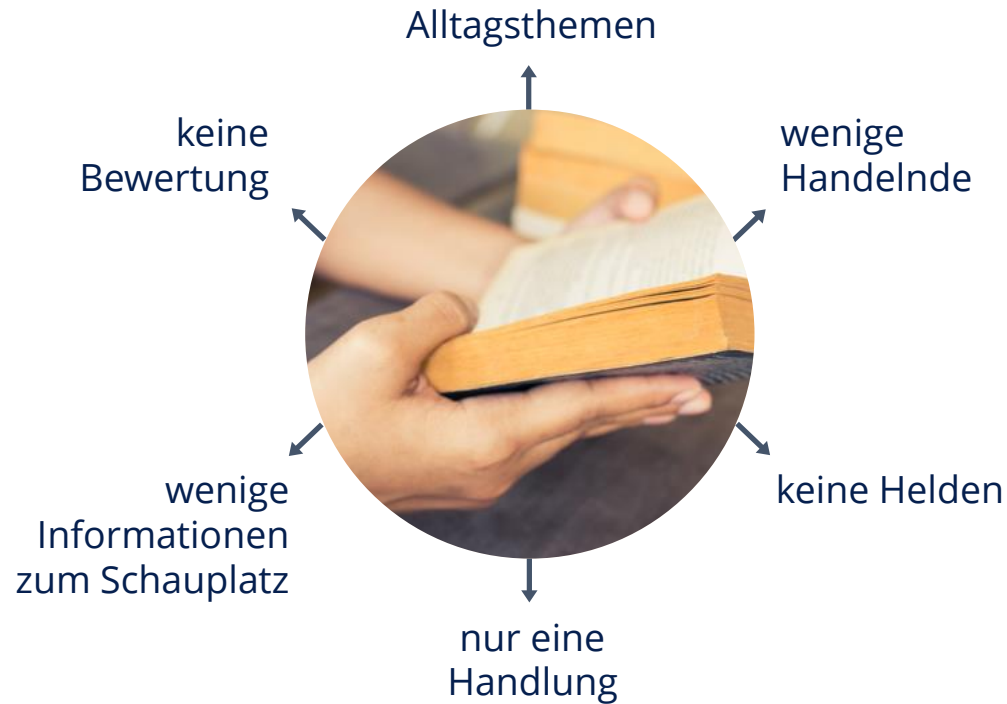 Alltagsthemen
keine
Bewertung
wenige
Handelnde
wenige
Informationen
zum Schauplatz
keine Helden
nur eine
Handlung